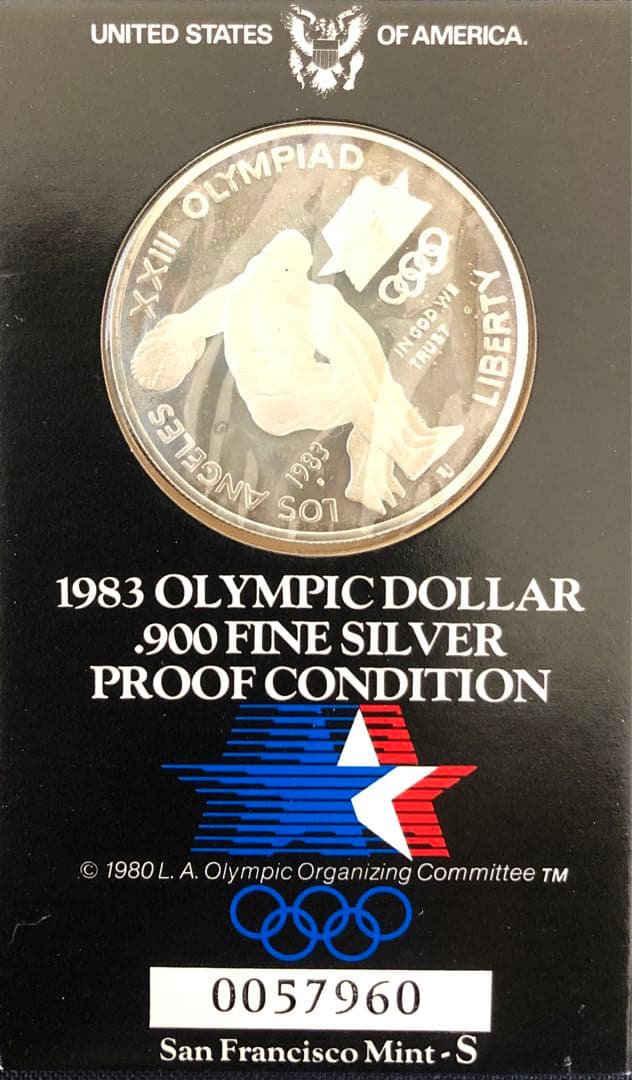 UNITED STATES OF AMERICA.
XXIII OLYMPIAD
IN GOD WE
TRUST
LIBERTY
1983
LOS ANGELES
1983 OLYMPIC DOLLAR
.900 FINE SILVER
PROOF CONDITION
© 1980 L. A. Olympic Organizing Committee TM
0057960
San Francisco Mint - S